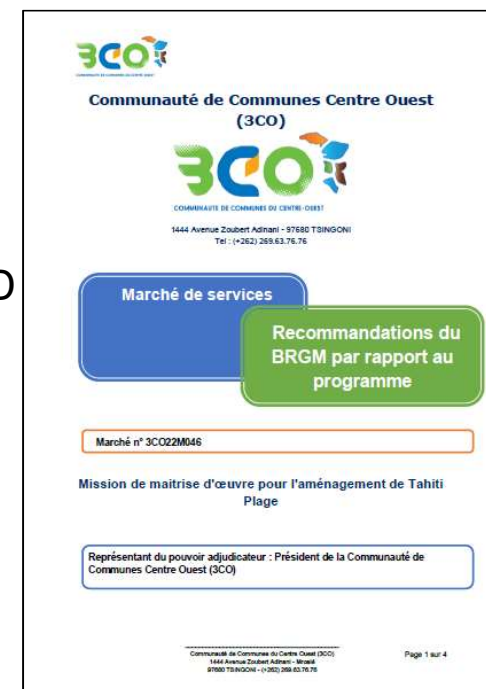 3CO
Communauté de Communes Centre Ouest
(3CO)
3CO
COMMUNAUTE DE COMMUNES DU CENTRE-OUEST
1444 Avenue Zoubert Adinani - 97680 TSINGONI
Tel : (+262) 269.63.76.76
Marché de services
Recommandations du
BRGM par rapport au
programme
Marché n° 3CO22M046
Mission de maitrise d'œuvre pour l'aménagement de Tahiti
Plage
Représentant du pouvoir adjudicateur : Président de la Communauté de
Communes Centre Ouest (3CO)
Communauté de Communes du Centre Ouest (3CO)
1444 Avenue Zoubert Adinani - Mroalé
97680 TSINGONI - (+262) 269.63.76.76
Page 1 sur 4